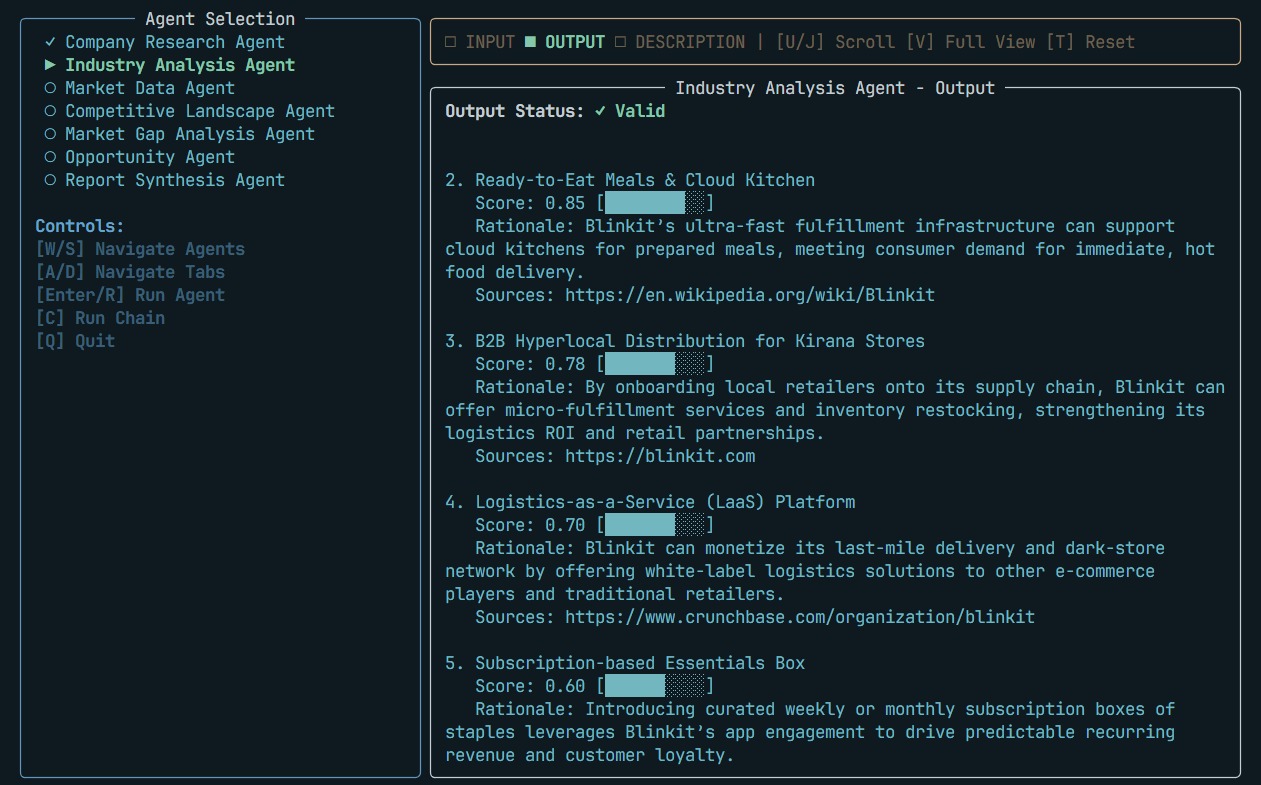 Agent Selection
✓ Company Research Agent
▶ Industry Analysis Agent
○ Market Data Agent
○ Competitive Landscape Agent
○ Market Gap Analysis Agent
○ Opportunity Agent
○ Report Synthesis Agent
Controls:
[W/S] Navigate Agents
[A/D] Navigate Tabs
[Enter/R] Run Agent
[C] Run Chain
[Q] Quit
□ INPUT ■ OUTPUT □ DESCRIPTION | [U/J] Scroll [V] Full View [T] Reset
Industry Analysis Agent - Output
Output Status: ✓ Valid
2. Ready-to-Eat Meals & Cloud Kitchen
Score: 0.85 [████████░░]
Rationale: Blinkit’s ultra-fast fulfillment infrastructure can support
cloud kitchens for prepared meals, meeting consumer demand for immediate, hot
food delivery.
Sources: https://en.wikipedia.org/wiki/Blinkit
3. B2B Hyperlocal Distribution for Kirana Stores
Score: 0.78 [███████░░░]
Rationale: By onboarding local retailers onto its supply chain, Blinkit can
offer micro-fulfillment services and inventory restocking, strengthening its
logistics ROI and retail partnerships.
Sources: https://blinkit.com
4. Logistics-as-a-Service (LaaS) Platform
Score: 0.70 [███████░░░]
Rationale: Blinkit can monetize its last-mile delivery and dark-store
network by offering white-label logistics solutions to other e-commerce
players and traditional retailers.
Sources: https://www.crunchbase.com/organization/blinkit
5. Subscription-based Essentials Box
Score: 0.60 [██████░░░░]
Rationale: Introducing curated weekly or monthly subscription boxes of
staples leverages Blinkit’s app engagement to drive predictable recurring
revenue and customer loyalty.